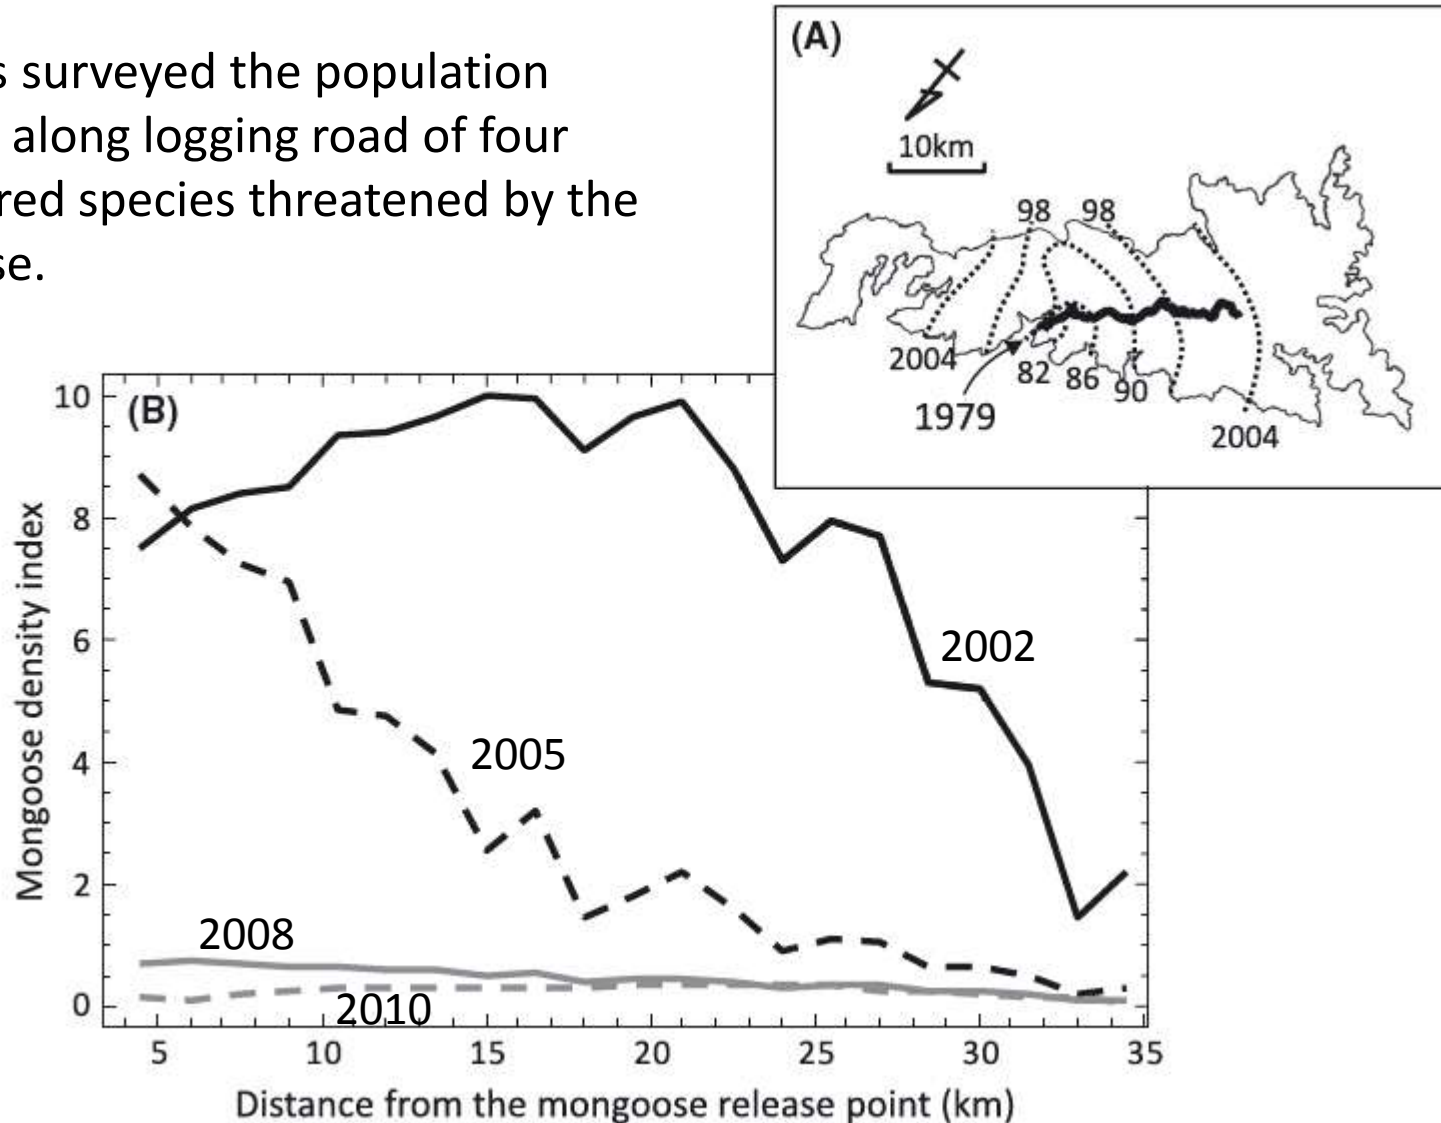 s surveyed the population
along logging road of four
red species threatened by the
se.
(A)
10km
98 98
2004
82 86 90
1979
2004
(B)
10
8
6
4
2
0
Mongoose density index
2002
2005
2008
2010
5 10 15 20 25 30 35
Distance from the mongoose release point (km)